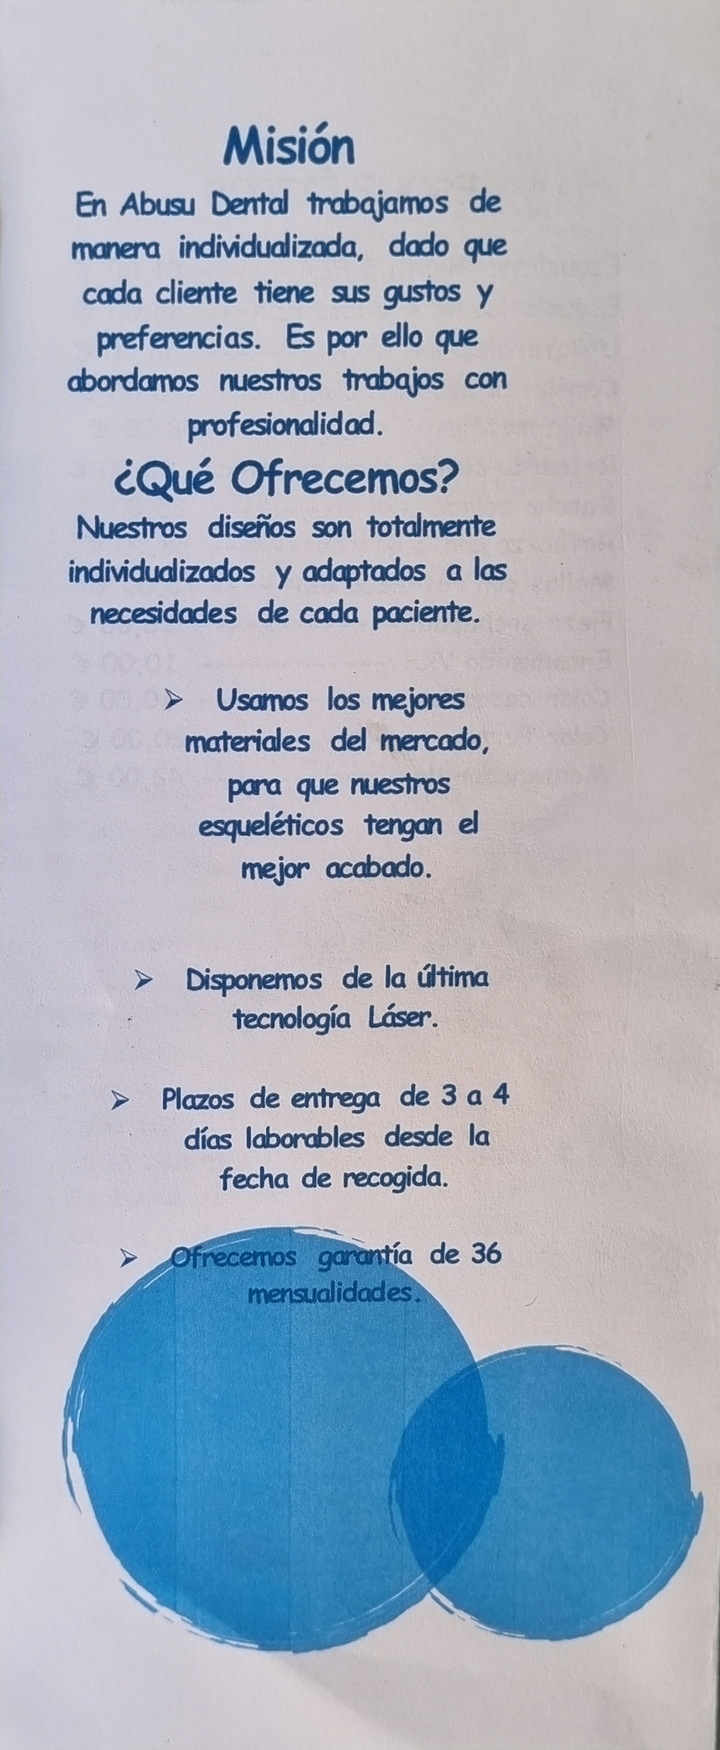 Misión
En Abusu Dental trabajamos de
manera individualizada, dado que
cada cliente tiene sus gustos y
preferencias. Es por ello que
abordamos nuestros trabajos con
profesionalidad.
¿Qué Ofrecemos?
Nuestros diseños son totalmente
individualizados y adaptados a las
necesidades de cada paciente.
➢ Usamos los mejores
materiales del mercado,
para que nuestros
esqueléticos tengan el
mejor acabado.
➢ Disponemos de la última
tecnología Láser.
➢ Plazos de entrega de 3 a 4
días laborables desde la
fecha de recogida.
➢ Ofrecemos garantía de 36
mensualidades.